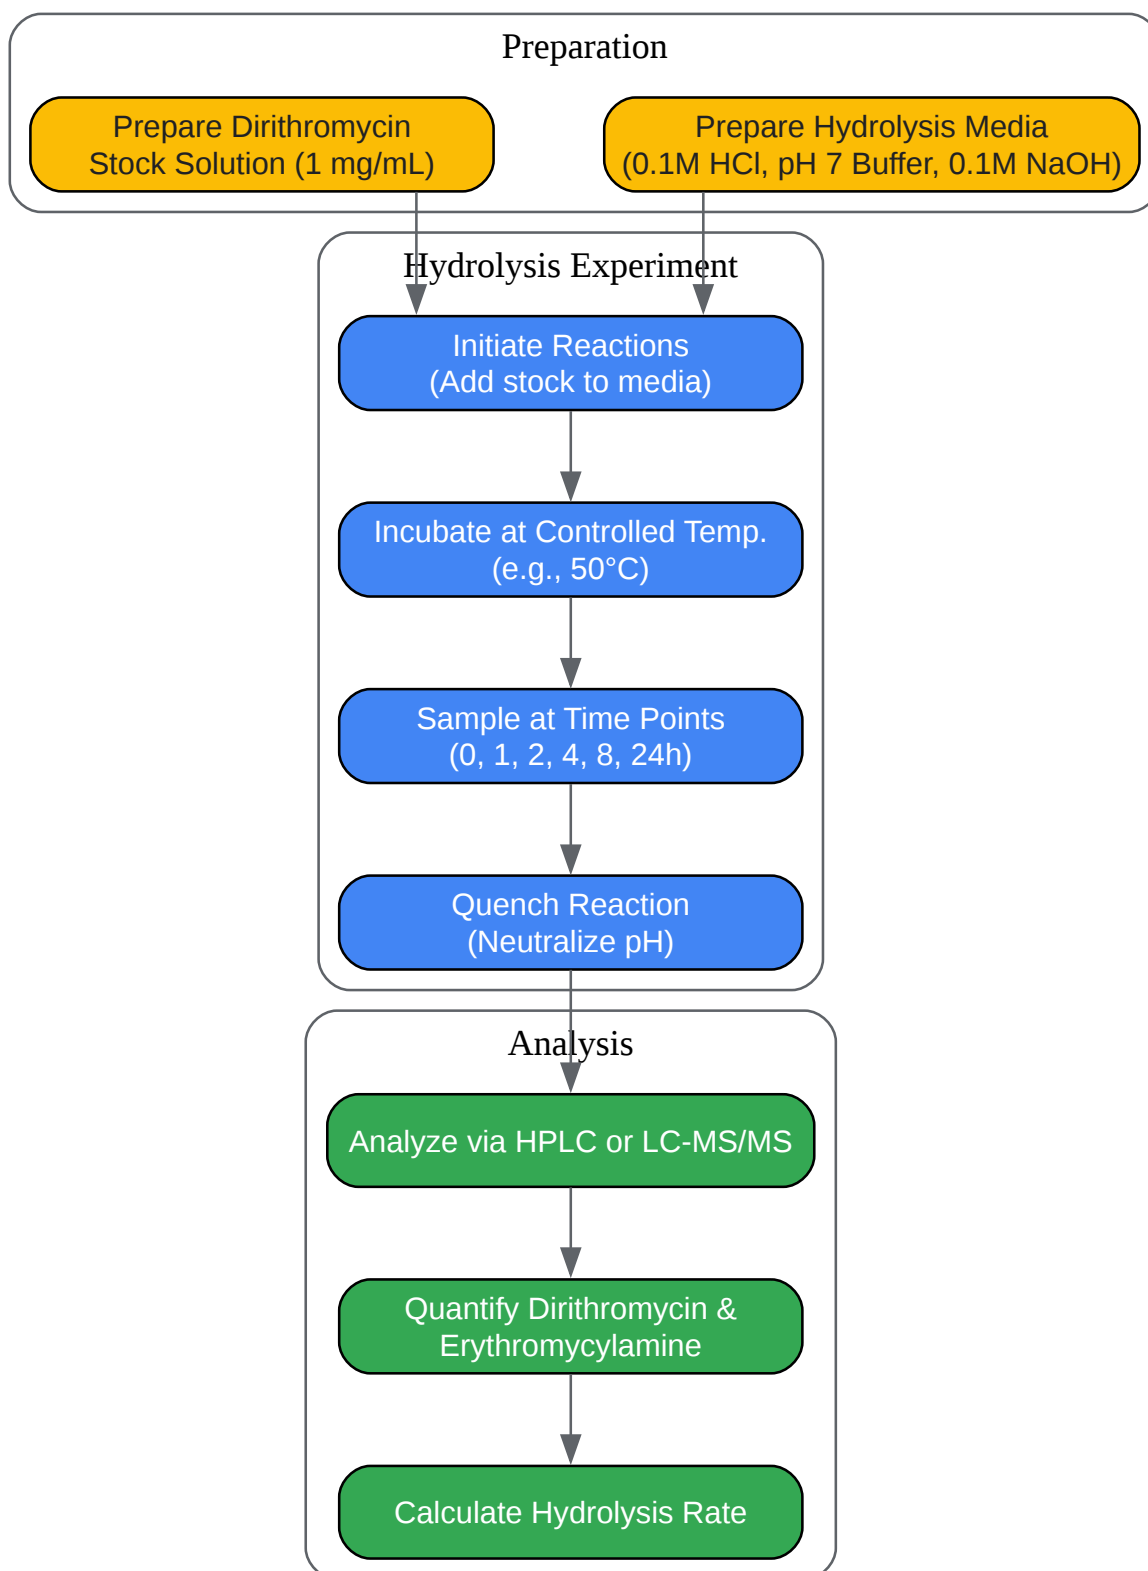 Preparation
Prepare Dirithromycin
Stock Solution (1 mg/mL)
Prepare Hydrolysis Media
(0.1M HCl, pH 7 Buffer, 0.1M NaOH)
Hydrolysis Experiment
Initiate Reactions
(Add stock to media)
Incubate at Controlled Temp.
(e.g., 50°C)
Sample at Time Points
(0, 1, 2, 4, 8, 24h)
Quench Reaction
(Neutralize pH)
Analysis
Analyze via HPLC or LC-MS/MS
Quantify Dirithromycin &
Erythromycylamine
Calculate Hydrolysis Rate